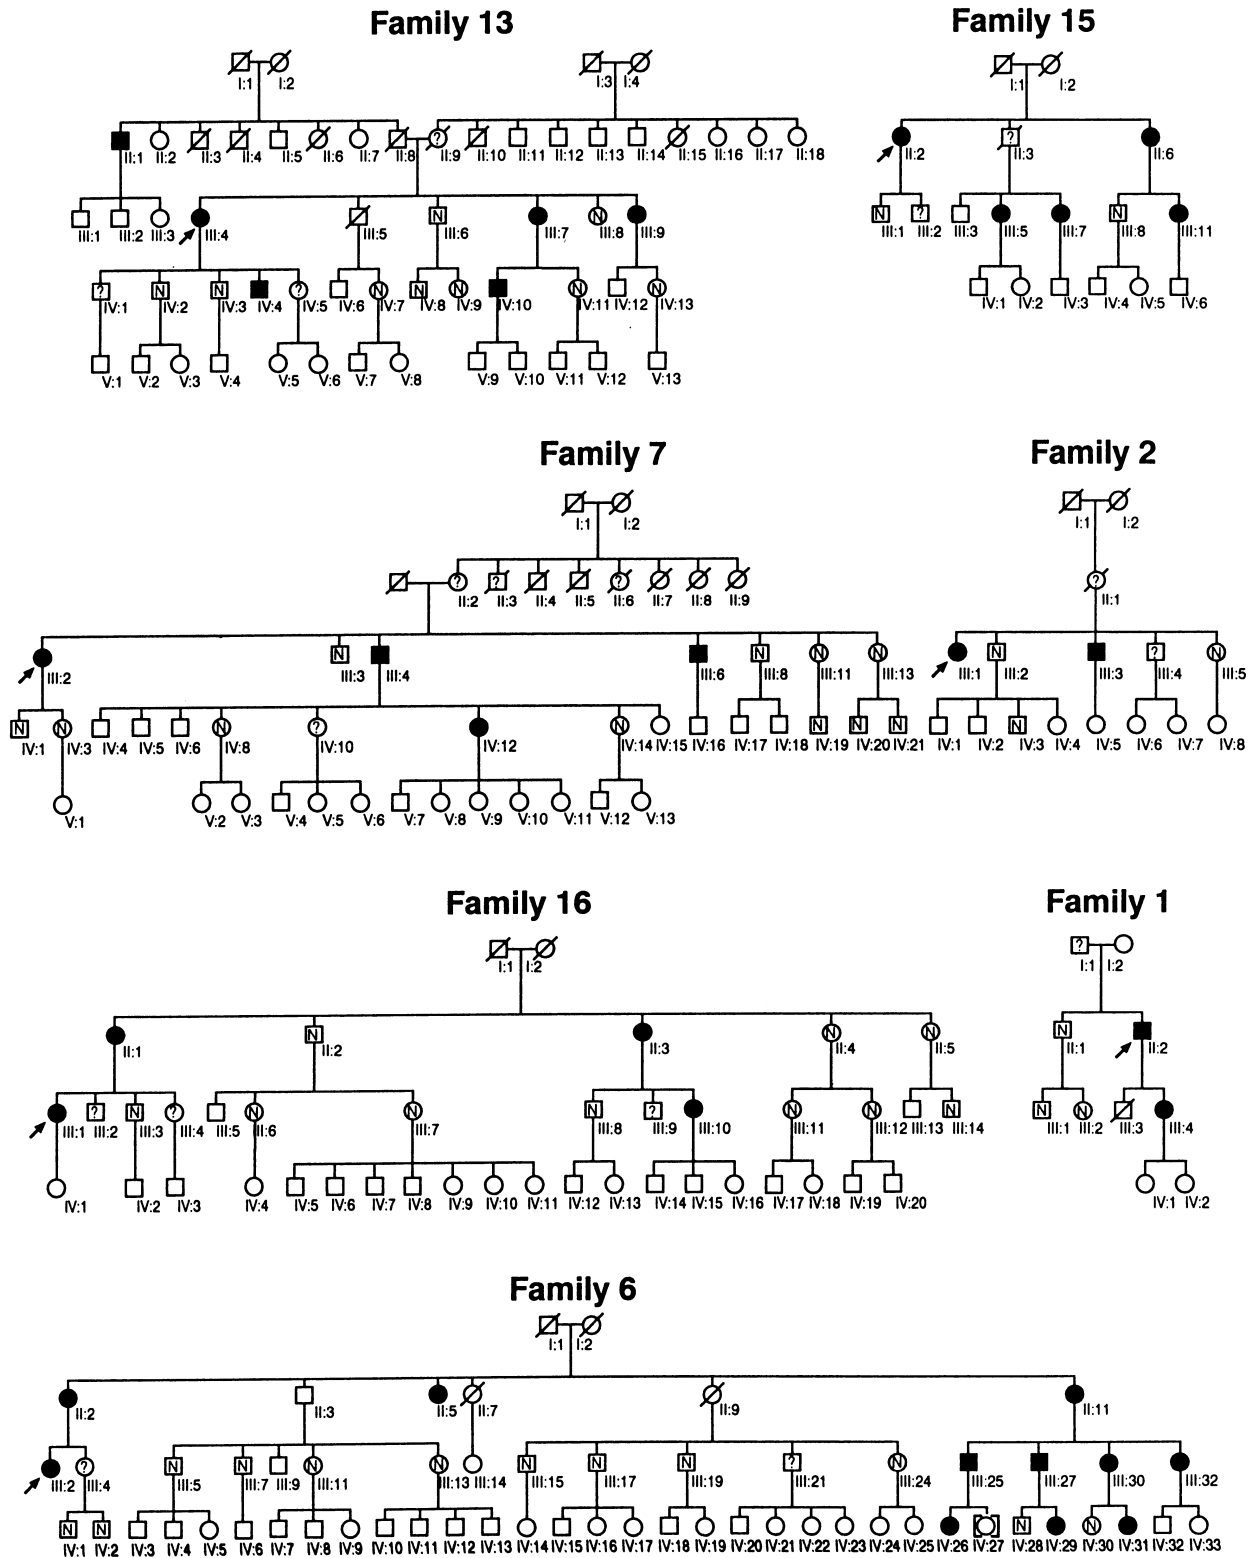 Family 13
I:1 I:2 I:3 I:4
II:1 II:2 II:3 II:4 II:5 II:6 II:7 II:8 ? II:9 II:10 II:11 II:12 II:13 II:14 II:15 II:16 II:17 II:18
N N
III:1 III:2 III:3 III:4 III:5 III:6 III:7 III:8 III:9
? N N ? N N N N N
IV:1 IV:2 IV:3 IV:4 IV:5 IV:6 IV:7 IV:8 IV:9 IV:10 IV:11 IV:12 IV:13
V:1 V:2 V:3 V:4 V:5 V:6 V:7 V:8 V:9 V:10 V:11 V:12 V:13
Family 15
I:1 I:2
?
II:2 II:3 II:6
N ? N
III:1 III:2 III:3 III:5 III:7 III:8 III:11
IV:1 IV:2 IV:3 IV:4 IV:5 IV:6
Family 7
I:1 I:2
? ? ?
II:2 II:3 II:4 II:5 II:6 II:7 II:8 II:9
N N N N
III:2 III:3 III:4 III:6 III:8 III:11 III:13
N N N ? N N N N
IV:1 IV:3 IV:4 IV:5 IV:6 IV:8 IV:10 IV:12 IV:14 IV:15 IV:16 IV:17 IV:18 IV:19 IV:20 IV:21
V:1 V:2 V:3 V:4 V:5 V:6 V:7 V:8 V:9 V:10 V:11 V:12 V:13
Family 2
I:1 I:2
?
II:1
N ? N
III:1 III:2 III:3 III:4 III:5
N
IV:1 IV:2 IV:3 IV:4 IV:5 IV:6 IV:7 IV:8
Family 16
I:1 I:2
N N N
II:1 II:2 II:3 II:4 II:5
? N ? N N N ? N N N
III:1 III:2 III:3 III:4 III:5 III:6 III:7 III:8 III:9 III:10 III:11 III:12 III:13 III:14
IV:1 IV:2 IV:3 IV:4 IV:5 IV:6 IV:7 IV:8 IV:9 IV:10 IV:11 IV:12 IV:13 IV:14 IV:15 IV:16 IV:17 IV:18 IV:19 IV:20
Family 1
?
I:1 I:2
N
II:1 II:2
N N
III:1 III:2 III:3 III:4
IV:1 IV:2
Family 6
I:1 I:2
II:2 II:3 II:5 II:7 II:9 II:11
? N N N N N N N ? N
III:2 III:4 III:5 III:7 III:9 III:11 III:13 III:14 III:15 III:17 III:19 III:21 III:24 III:25 III:27 III:30 III:32
N N N N
IV:1 IV:2 IV:3 IV:4 IV:5 IV:6 IV:7 IV:8 IV:9 IV:10 IV:11 IV:12 IV:13 IV:14 IV:15 IV:16 IV:17 IV:18 IV:19 IV:20 IV:21 IV:22 IV:23 IV:24 IV:25 IV:26 IV:27 IV:28 IV:29 IV:30 IV:31 IV:32 IV:33